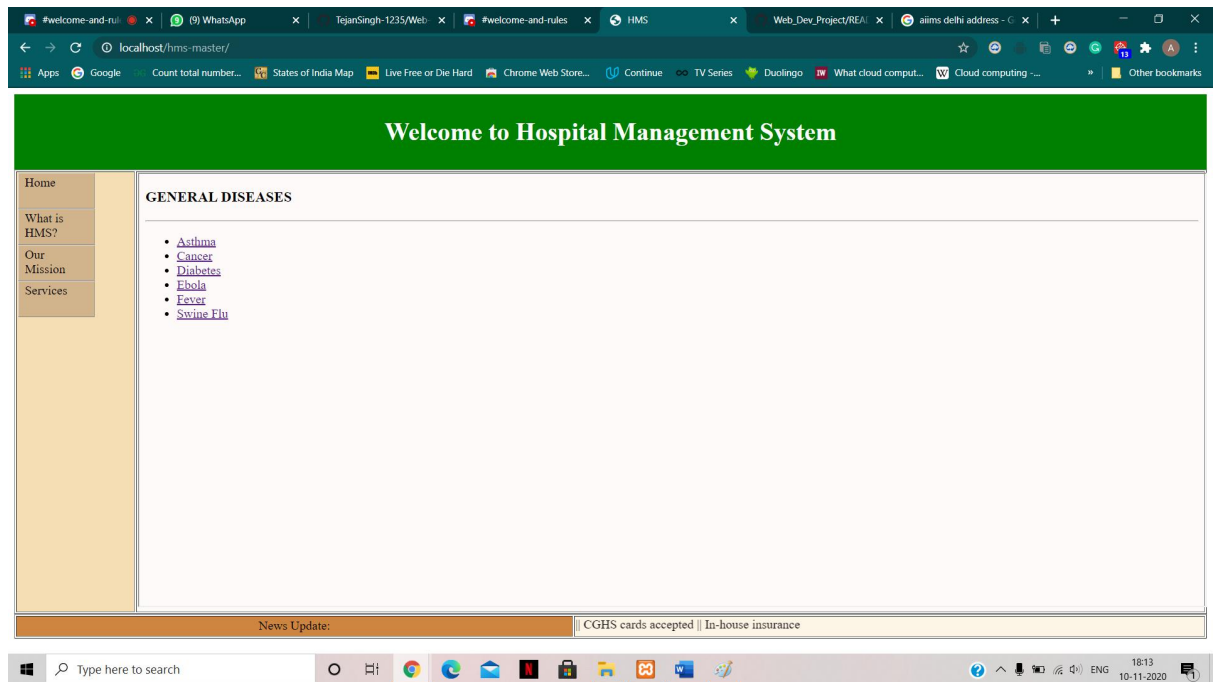 #welcome-and-rul
(9) WhatsApp
TejanSingh-1235/Web-
#welcome-and-rules
HMS
Web_Dev_Project/REA
aiims delhi address - G
localhost/hms-master/
13
A
Apps
Google
Count total number...
States of India Map
Live Free or Die Hard
Chrome Web Store...
Continue
TV Series
Duolingo
What cloud comput...
Cloud computing -...
»
Other bookmarks
Welcome to Hospital Management System
Home
What is
HMS?
Our
Mission
Services
GENERAL DISEASES
Asthma
Cancer
Diabetes
Ebola
Fever
Swine Flu
News Update:
|| CGHS cards accepted || In-house insurance
Type here to search
ENG
18:13
10-11-2020